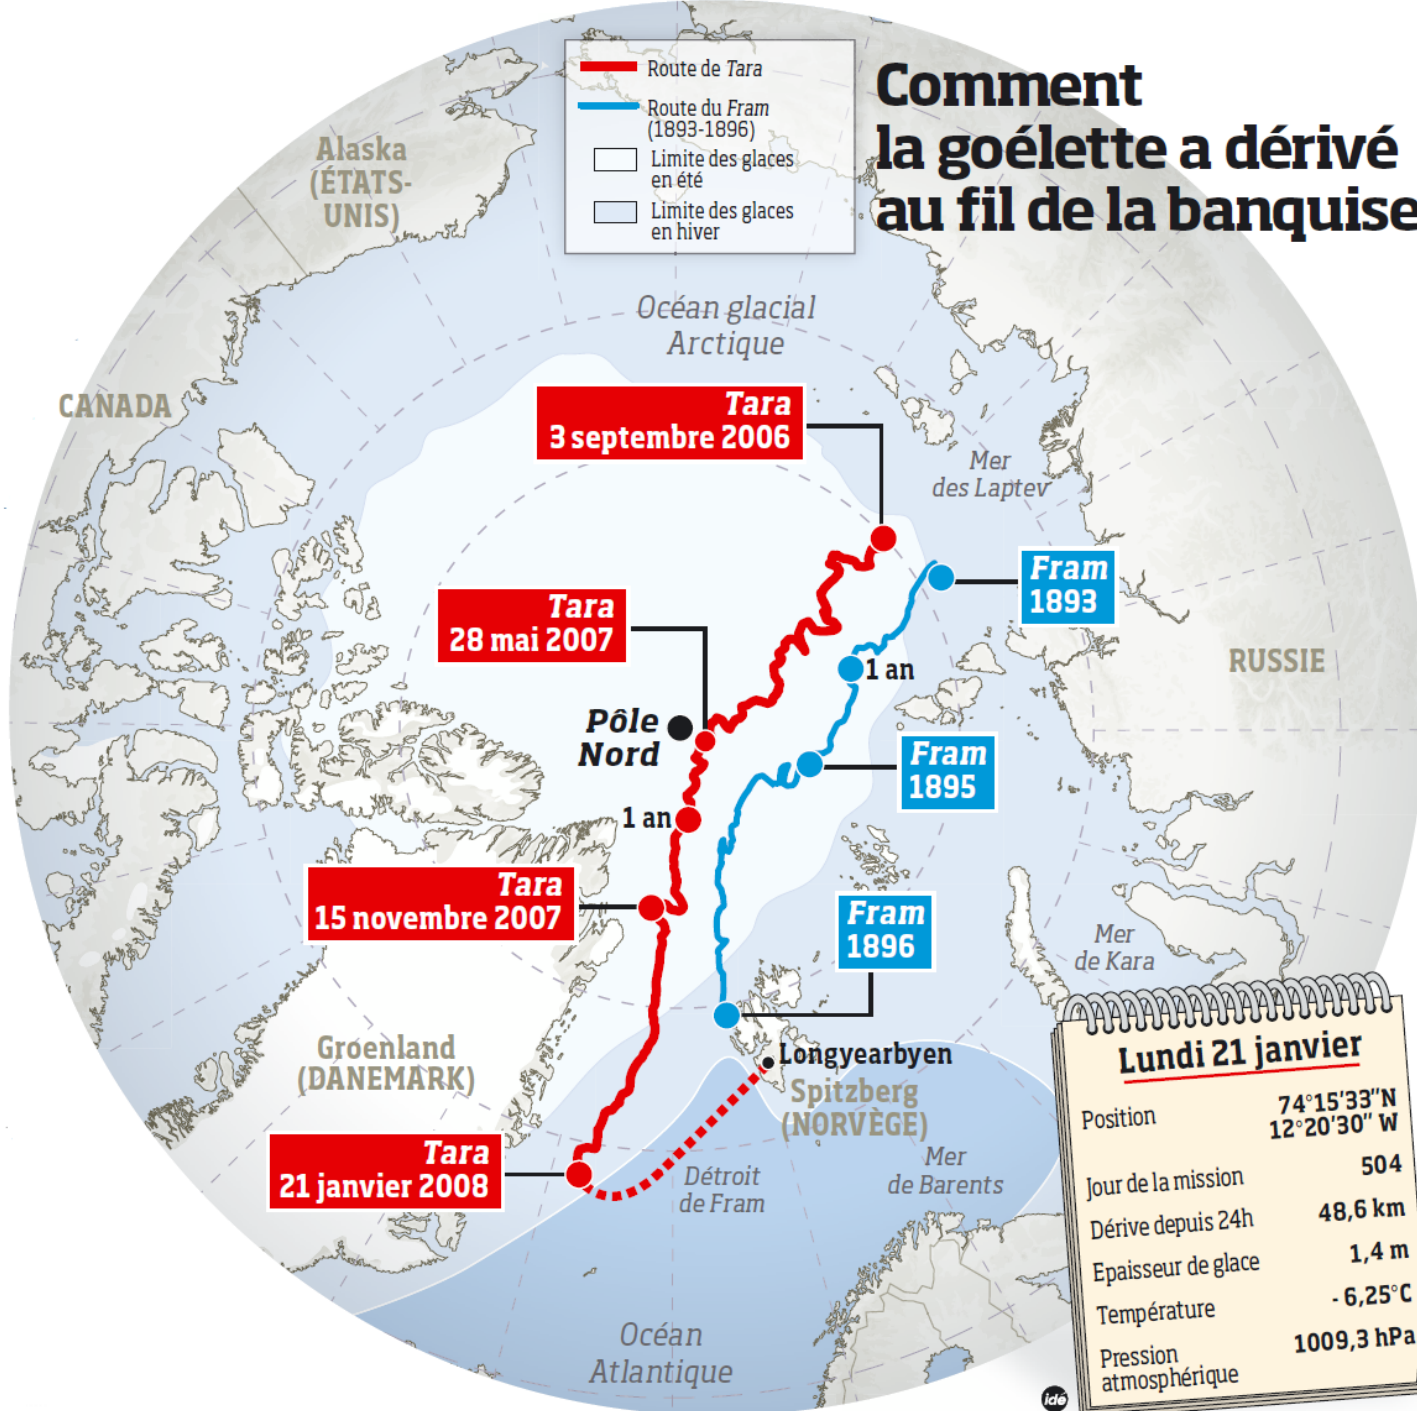 Comment
la goélette a dérivé
au fil de la banquise
Route de Tara
Route du Fram
(1893-1896)
Limite des glaces
en été
Limite des glaces
en hiver
Alaska
(ÉTATS-
UNIS)
CANADA
Océan glacial
Arctique
Tara
3 septembre 2006
Mer
des Laptev
Fram
1893
Tara
28 mai 2007
1 an
RUSSIE
Pôle
Nord
Fram
1895
1 an
Tara
15 novembre 2007
Fram
1896
Mer
de Kara
Groenland
(DANEMARK)
Longyearbyen
Spitzberg
(NORVÈGE)
Tara
21 janvier 2008
Détroit
de Fram
Mer
de Barents
Océan
Atlantique
Lundi 21 janvier
Position 74°15'33"N
12°20'30" W
Jour de la mission 504
Dérive depuis 24h 48,6 km
Epaisseur de glace 1,4 m
Température - 6,25°C
Pression
atmosphérique 1009,3 hPa
idé